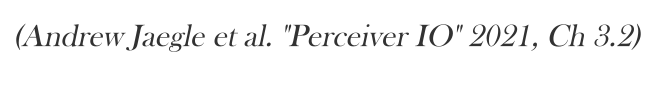 (Andrew Jaegle et al. "Perceiver IO" 2021, Ch 3.2)